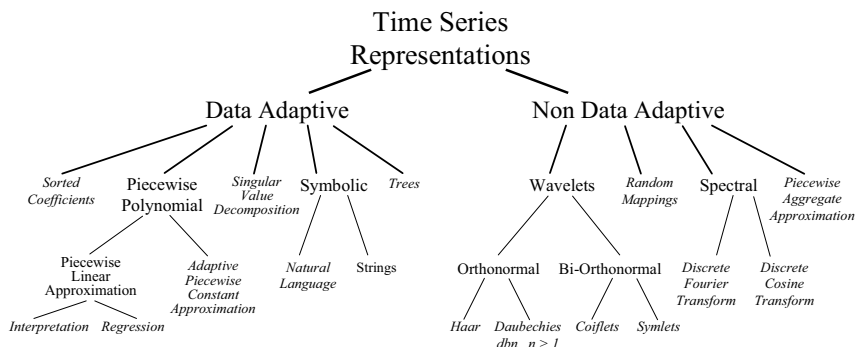 Time Series
Representations
Data Adaptive
Non Data Adaptive
Sorted
Coefficients
Piecewise
Polynomial
Singular
Value
Decomposition
Symbolic
Trees
Wavelets
Random
Mappings
Spectral
Piecewise
Aggregate
Approximation
Piecewise
Linear
Approximation
Adaptive
Piecewise
Constant
Approximation
Natural
Language
Strings
Orthonormal
Bi-Orthonormal
Discrete
Fourier
Transform
Discrete
Cosine
Transform
Interpretation
Regression
Haar
Daubechies
dbn n > 1
Coiflets
Symlets